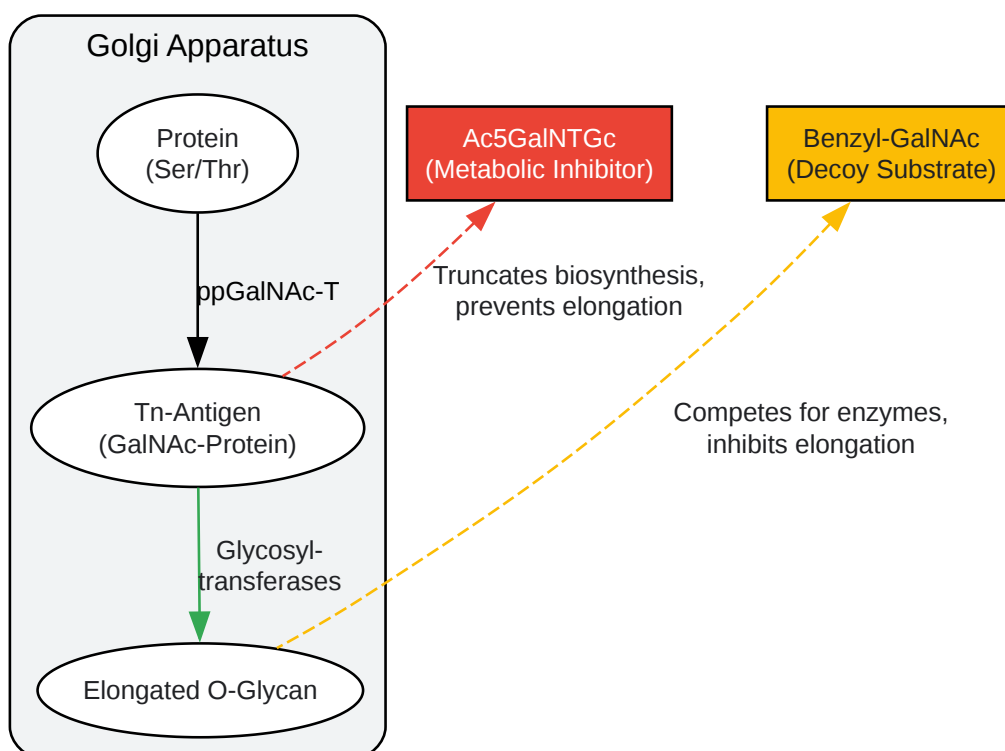 Golgi Apparatus
Protein
(Ser/Thr)
Ac5GalNTGc
(Metabolic Inhibitor)
Benzyl-GalNAc
(Decoy Substrate)
ppGalNAc-T
Truncates biosynthesis,
prevents elongation
Tn-Antigen
(GalNAc-Protein)
Competes for enzymes,
inhibits elongation
Glycosyl-
transferases
Elongated O-Glycan